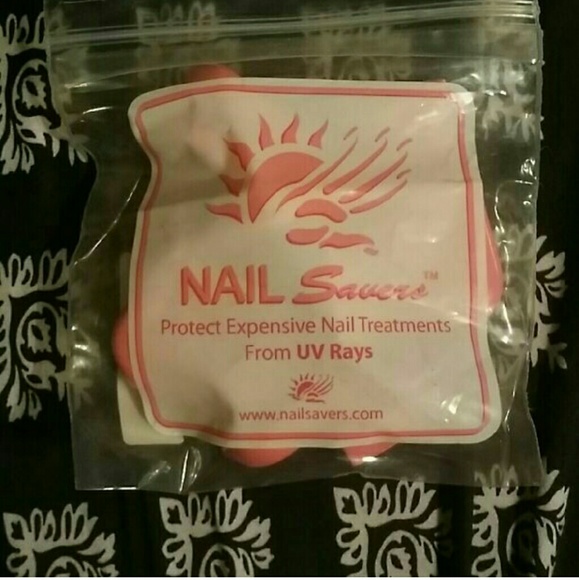 NAIL Savers™
Protect Expensive Nail Treatments
From UV Rays
www.nailsavers.com